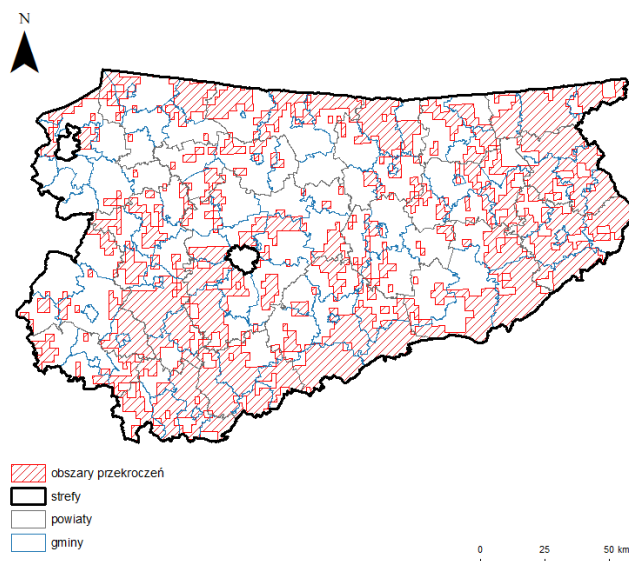 N
obszary przekroczeń
strefy
powiaty
gminy
0 25 50 km